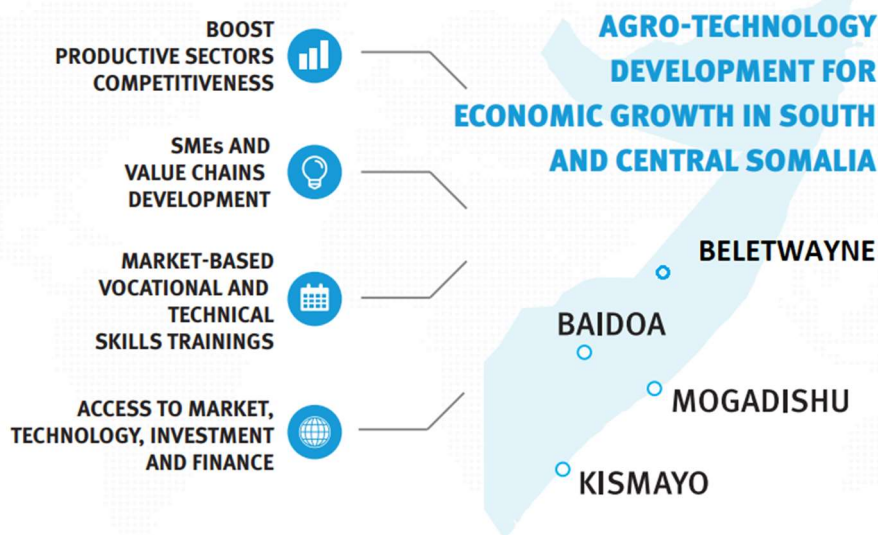 BOOST
PRODUCTIVE SECTORS
COMPETITIVENESS
SMEs AND
VALUE CHAINS
DEVELOPMENT
MARKET-BASED
VOCATIONAL AND
TECHNICAL
SKILLS TRAININGS
ACCESS TO MARKET,
TECHNOLOGY, INVESTMENT
AND FINANCE
AGRO-TECHNOLOGY
DEVELOPMENT FOR
ECONOMIC GROWTH IN SOUTH
AND CENTRAL SOMALIA
BELETWAYNE
BAIDOA
MOGADISHU
KISMAYO